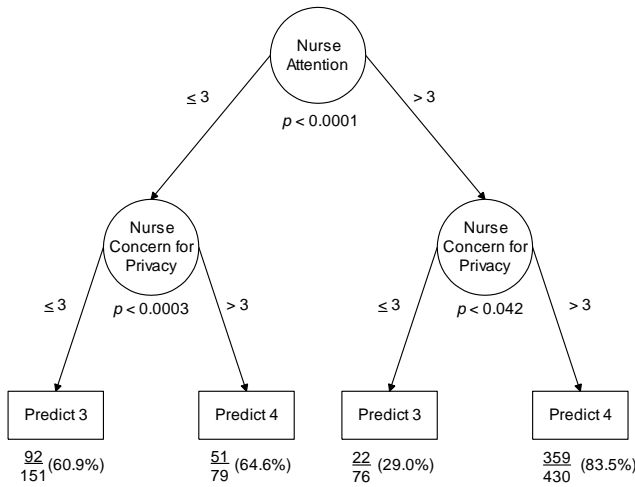 Nurse
Attention
≤ 3
> 3
p < 0.0001
Nurse
Concern for
Privacy
Nurse
Concern for
Privacy
≤ 3
> 3
≤ 3
> 3
p < 0.0003
p < 0.042
Predict 3
Predict 4
Predict 3
Predict 4
92
151 (60.9%)
51
79 (64.6%)
22
76 (29.0%)
359
430 (83.5%)